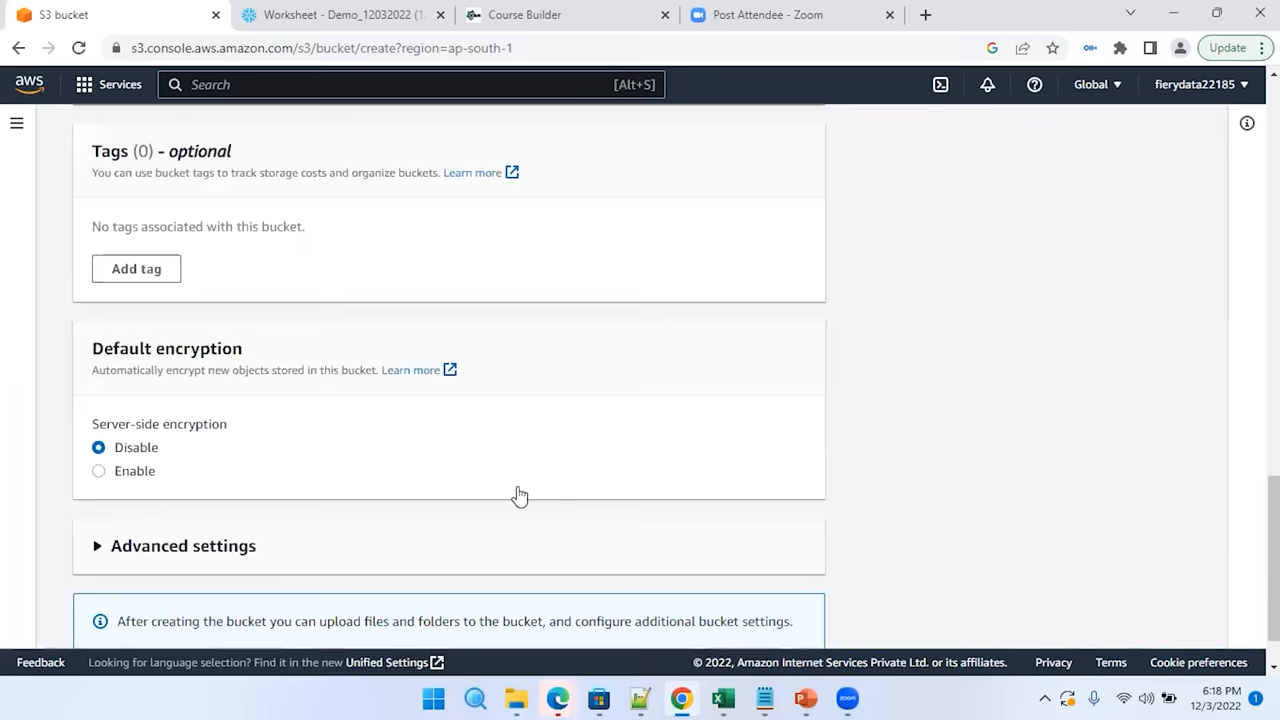 S3 bucket
Worksheet - Demo_12032022 (1.
Course Builder
Post Attendee - Zoom
s3.console.aws.amazon.com/s3/bucket/create?region=ap-south-1
Update
aws
Services
Search
[Alt+S]
Global
fierydata22185
Tags (0) - optional
You can use bucket tags to track storage costs and organize buckets. Learn more
No tags associated with this bucket.
Add tag
Default encryption
Automatically encrypt new objects stored in this bucket. Learn more
Server-side encryption
Disable
Enable
Advanced settings
After creating the bucket you can upload files and folders to the bucket, and configure additional bucket settings.
Feedback
Looking for language selection? Find it in the new Unified Settings
© 2022, Amazon Internet Services Private Ltd. or its affiliates.
Privacy
Terms
Cookie preferences
zoom
6:18 PM
12/3/2022
1